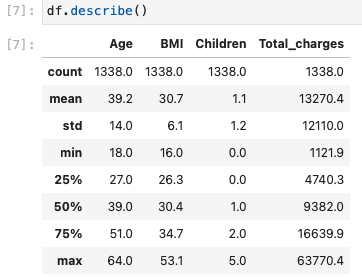 [7]: df.describe()
[7]: Age BMI Children Total_charges
count 1338.0 1338.0 1338.0 1338.0
mean 39.2 30.7 1.1 13270.4
std 14.0 6.1 1.2 12110.0
min 18.0 16.0 0.0 1121.9
25% 27.0 26.3 0.0 4740.3
50% 39.0 30.4 1.0 9382.0
75% 51.0 34.7 2.0 16639.9
max 64.0 53.1 5.0 63770.4